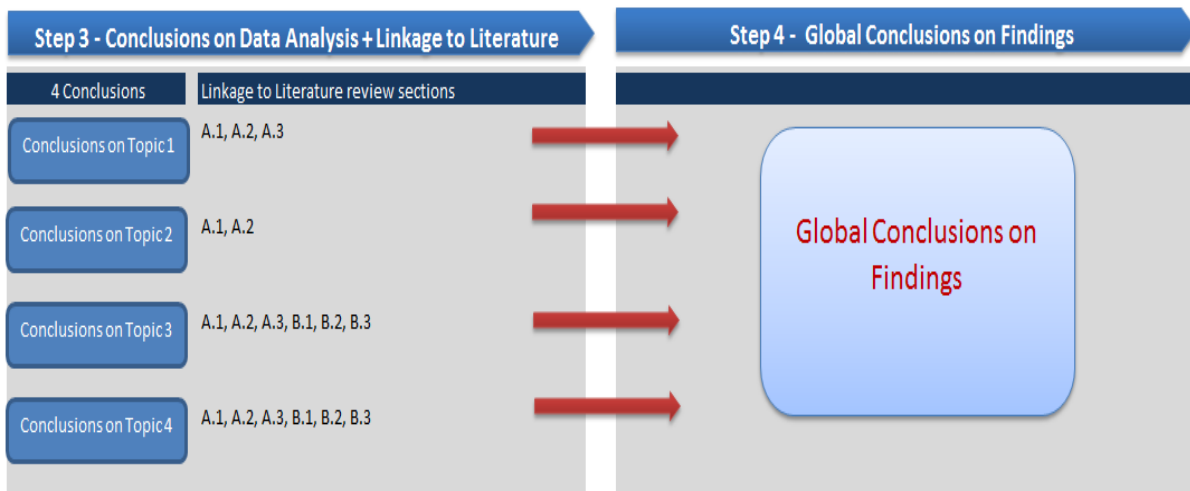 Step 3 - Conclusions on Data Analysis + Linkage to Literature
Step 4 - Global Conclusions on Findings
4 Conclusions
Linkage to Literature review sections
Conclusions on Topic 1
A.1, A.2, A.3
Conclusions on Topic 2
A.1, A.2
Conclusions on Topic 3
A.1, A.2, A.3, B.1, B.2, B.3
Conclusions on Topic 4
A.1, A.2, A.3, B.1, B.2, B.3
Global Conclusions on
Findings